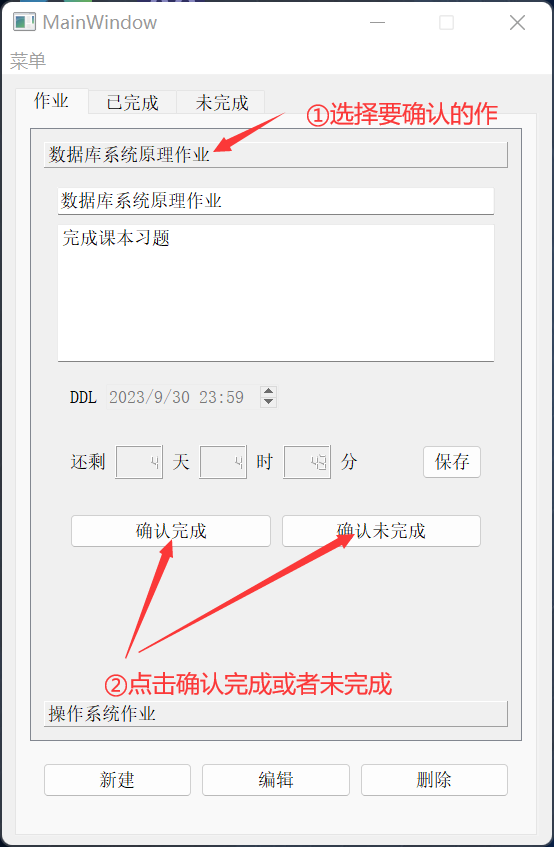 MainWindow
菜单
作业 已完成 未完成
①选择要确认的作
数据库系统原理作业
数据库系统原理作业
完成课本习题
DDL 2023/9/30 23:59
还剩 4 天 4 时 43 分 保存
确认完成 确认未完成
②点击确认完成或者未完成
操作系统作业
新建 编辑 删除